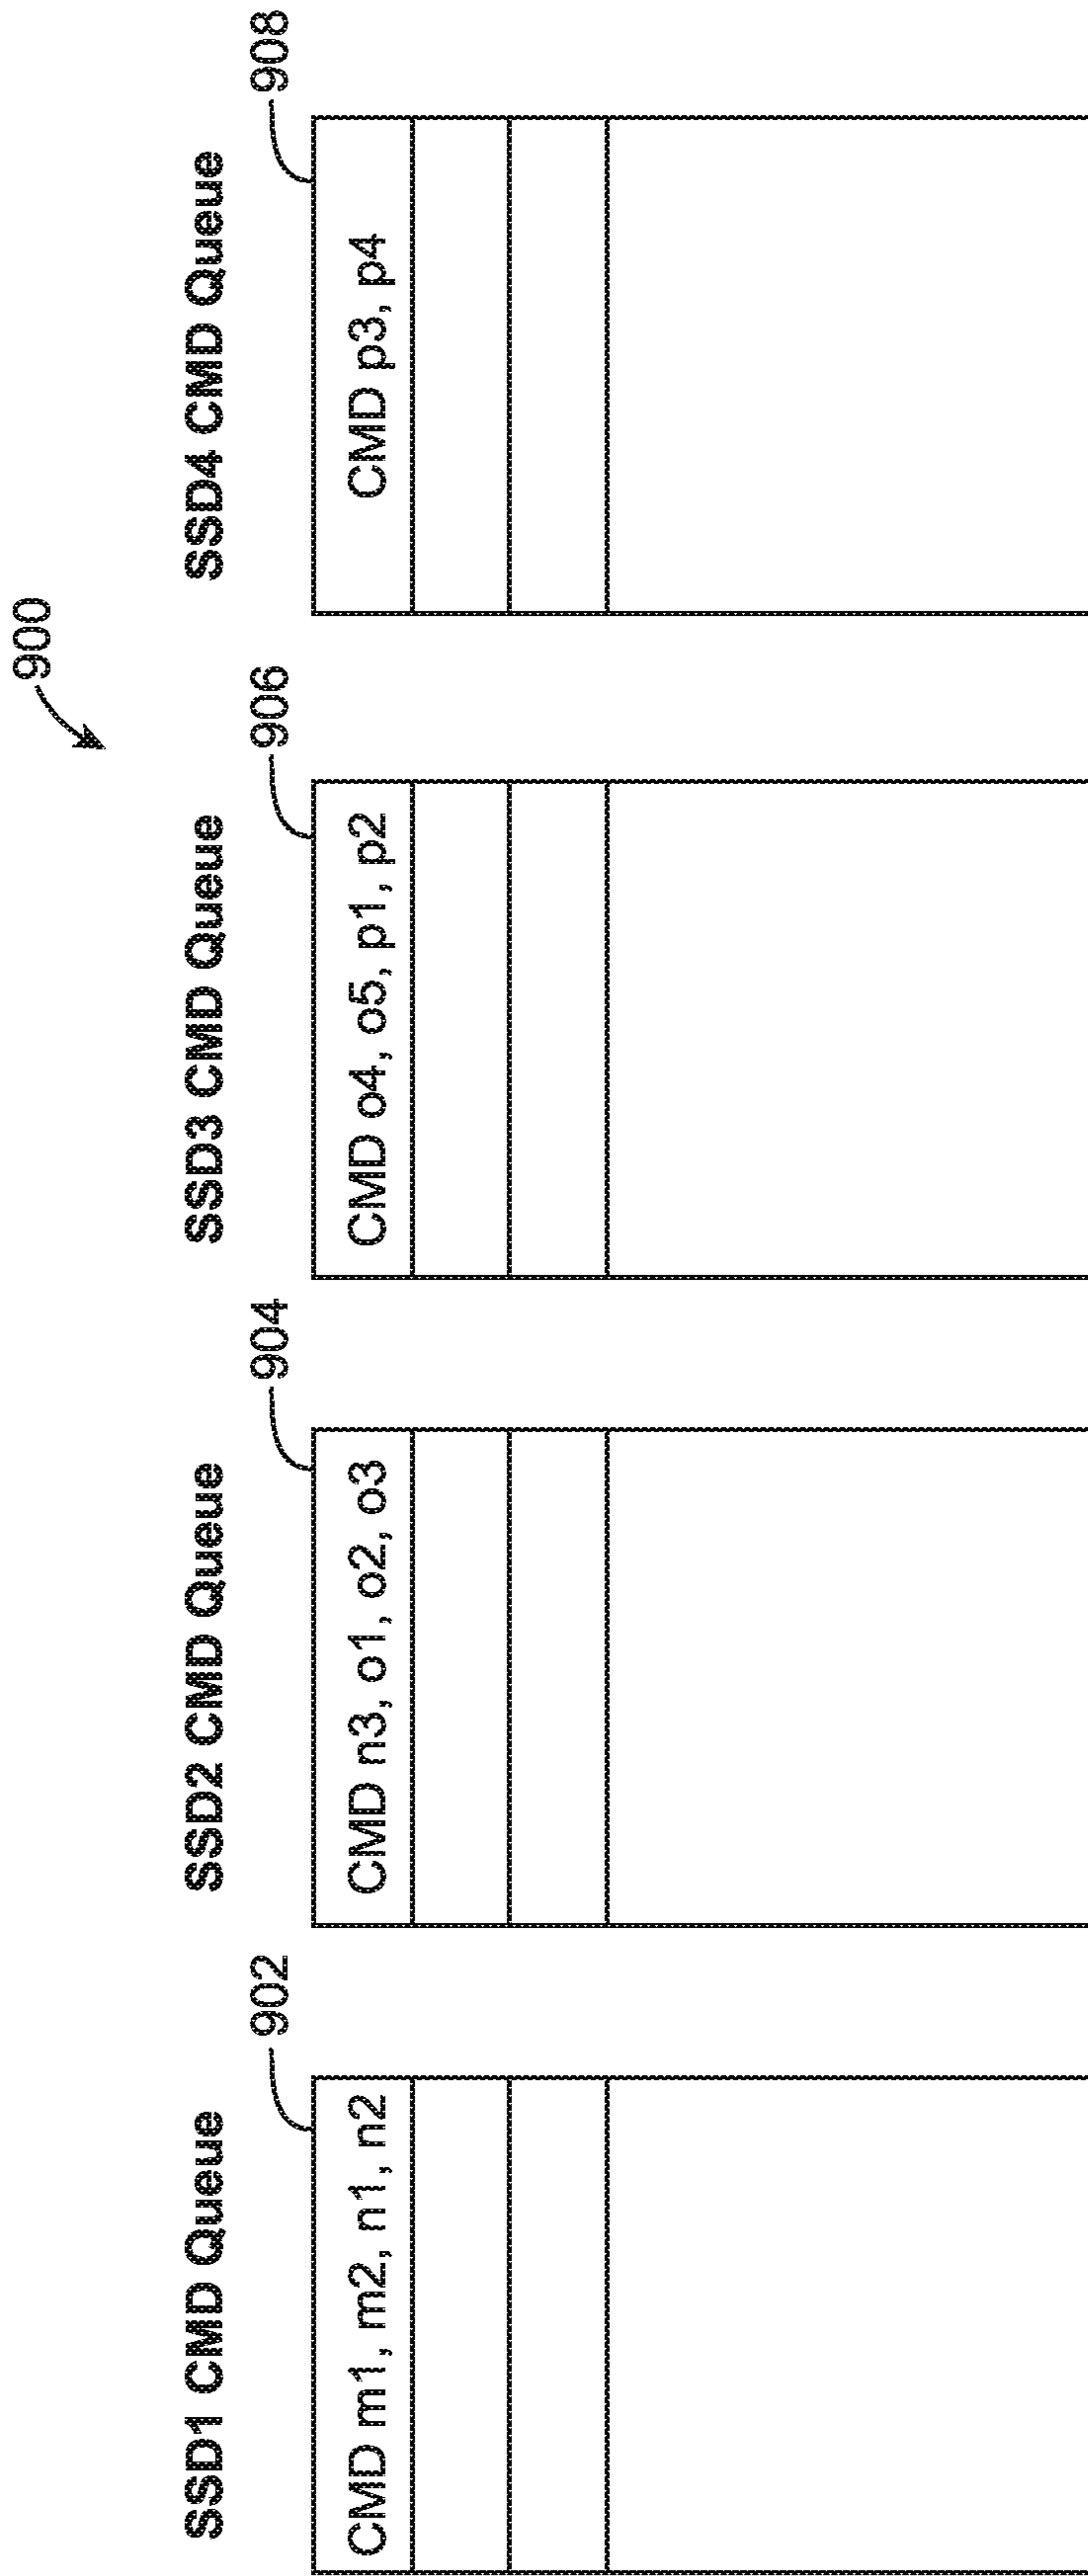 900
SSD1 CMD Queue
902
CMD m1, m2, n1, n2
SSD2 CMD Queue
904
CMD n3, o1, o2, o3
SSD3 CMD Queue
906
CMD o4, o5, p1, p2
SSD4 CMD Queue
908
CMD p3, p4